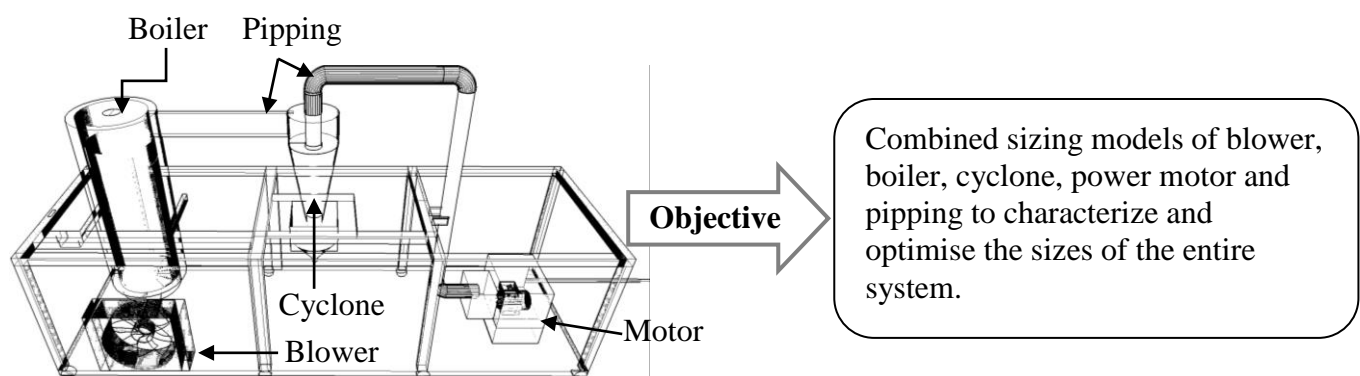 Boiler
Pipping
Cyclone
Blower
Motor
Objective
Combined sizing models of blower,
boiler, cyclone, power motor and
pipping to characterize and
optimise the sizes of the entire
system.